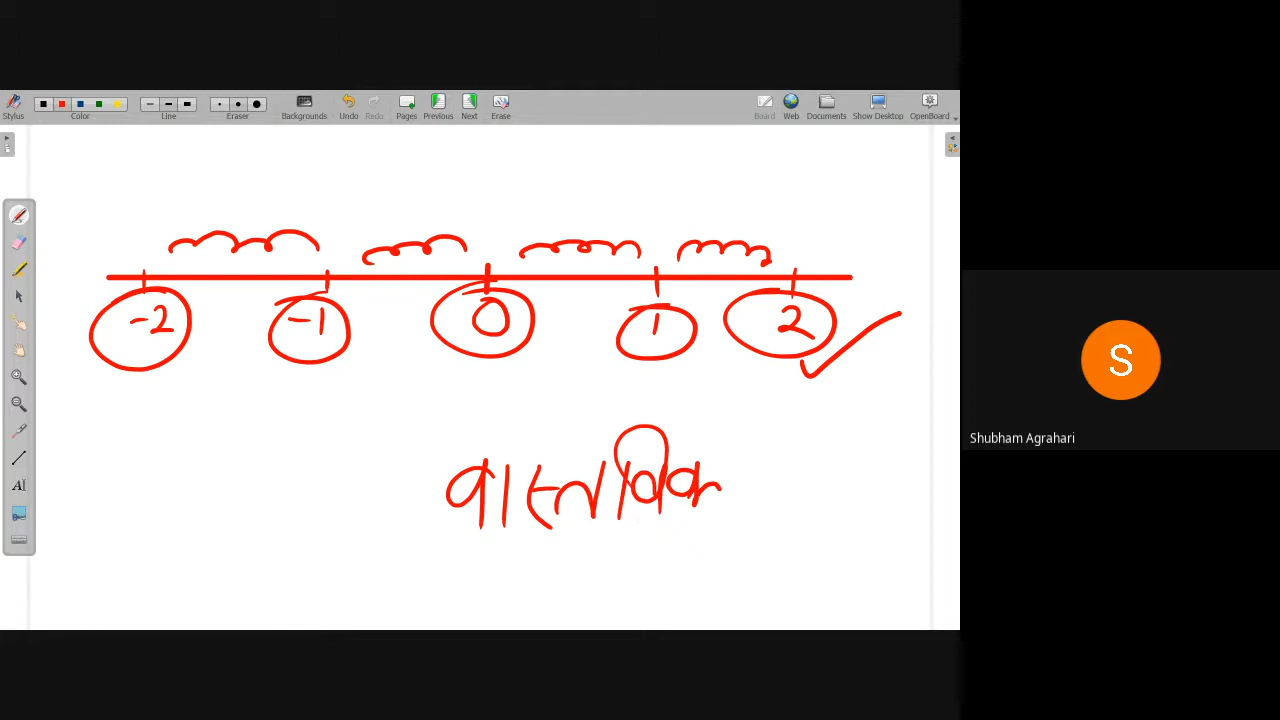 Stylus
Color
Line
Eraser
Backgrounds
Undo
Redo
Pages
Previous
Next
Erase
Board
Web
Documents
Show Desktop
OpenBoard
-2 -1 0 1 2
वास्तविक
S
Shubham Agrahari